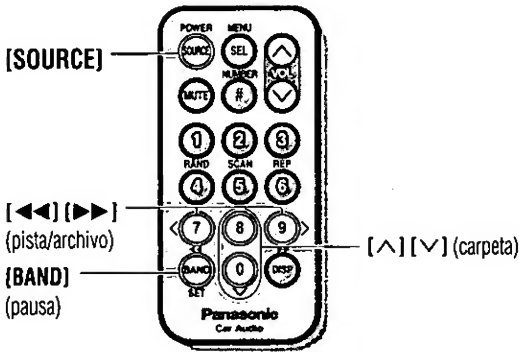 POWER MENU
[SOURCE] SOURCE SEL
VOL
NUMBER
MUTE #
1 2 3
RAND SCAN REP
4 5 6
[◀◀] [▶▶]
(pista/archivo)
7 8 9
[∧] [∨] (carpeta)
[BAND] BAND 0 DISP
(pausa) SET
Panasonic
Car Audio